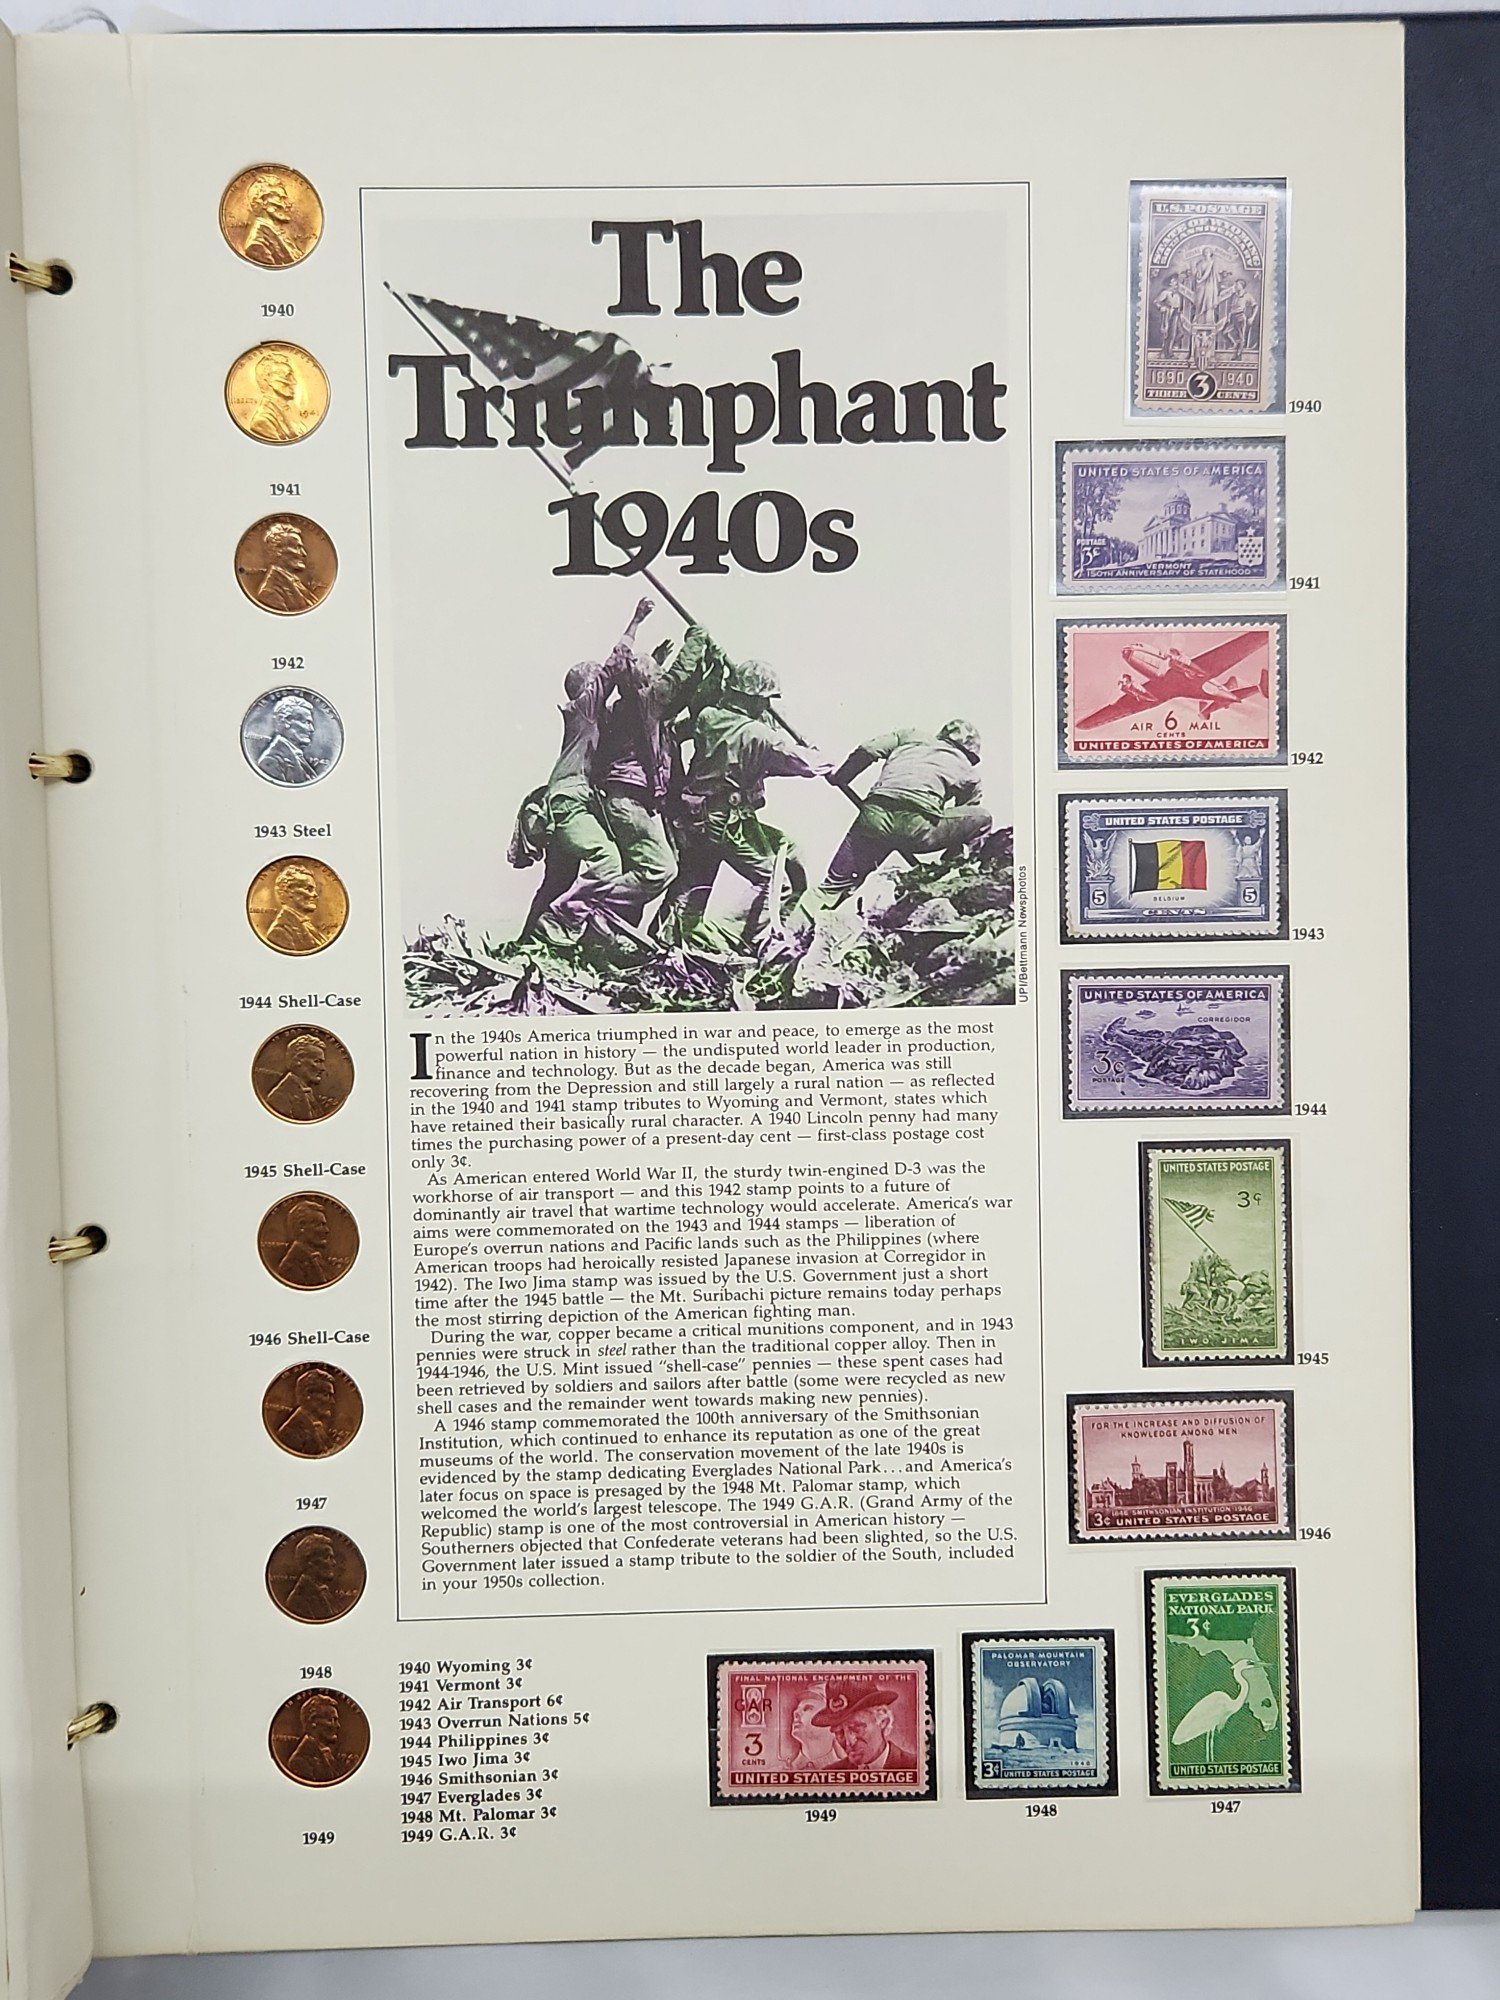 The
Triumphant
1940s
UPI/Bettmann Newsphotos
In the 1940s America triumphed in war and peace, to emerge as the most
powerful nation in history — the undisputed world leader in production,
finance and technology. But as the decade began, America was still
recovering from the Depression and still largely a rural nation — as reflected
in the 1940 and 1941 stamp tributes to Wyoming and Vermont, states which
have retained their basically rural character. A 1940 Lincoln penny had many
times the purchasing power of a present-day cent — first-class postage cost
only 3¢.
As American entered World War II, the sturdy twin-engined D-3 was the
workhorse of air transport — and this 1942 stamp points to a future of
dominantly air travel that wartime technology would accelerate. America's war
aims were commemorated on the 1943 and 1944 stamps — liberation of
Europe's overrun nations and Pacific lands such as the Philippines (where
American troops had heroically resisted Japanese invasion at Corregidor in
1942). The Iwo Jima stamp was issued by the U.S. Government just a short
time after the 1945 battle — the Mt. Suribachi picture remains today perhaps
the most stirring depiction of the American fighting man.
During the war, copper became a critical munitions component, and in 1943
pennies were struck in steel rather than the traditional copper alloy. Then in
1944-1946, the U.S. Mint issued "shell-case" pennies — these spent cases had
been retrieved by soldiers and sailors after battle (some were recycled as new
shell cases and the remainder went towards making new pennies).
A 1946 stamp commemorated the 100th anniversary of the Smithsonian
Institution, which continued to enhance its reputation as one of the great
museums of the world. The conservation movement of the late 1940s is
evidenced by the stamp dedicating Everglades National Park...and America's
later focus on space is presaged by the 1948 Mt. Palomar stamp, which
welcomed the world's largest telescope. The 1949 G.A.R. (Grand Army of the
Republic) stamp is one of the most controversial in American history —
Southerners objected that Confederate veterans had been slighted, so the U.S.
Government later issued a stamp tribute to the soldier of the South, included
in your 1950s collection.
1940
1941
1942
1943 Steel
1944 Shell-Case
1945 Shell-Case
1946 Shell-Case
1947
1948
1949
1940 Wyoming 3¢
1941 Vermont 3¢
1942 Air Transport 6¢
1943 Overrun Nations 5¢
1944 Philippines 3¢
1945 Iwo Jima 3¢
1946 Smithsonian 3¢
1947 Everglades 3¢
1948 Mt. Palomar 3¢
1949 G.A.R. 3¢
U.S. POSTAGE
STATE OF WYOMING
50TH ANNIVERSARY
1890 3 1940
THREE CENTS
1940
UNITED STATES OF AMERICA
POSTAGE
3¢
VERMONT
150TH ANNIVERSARY OF STATEHOOD
1941
AIR 6 MAIL
CENTS
UNITED STATES OF AMERICA
1942
UNITED STATES POSTAGE
BELGIUM
5 CENTS 5
1943
UNITED STATES OF AMERICA
CORREGIDOR
3¢
POSTAGE
1944
UNITED STATES POSTAGE
3¢
IWO JIMA
1945
FOR THE INCREASE AND DIFFUSION OF
KNOWLEDGE AMONG MEN
1846 SMITHSONIAN INSTITUTION 1946
3¢ UNITED STATES POSTAGE
1946
EVERGLADES
NATIONAL PARK
3¢
UNITED STATES POSTAGE
1947
PALOMAR MOUNTAIN
OBSERVATORY
1948
3¢ UNITED STATES POSTAGE
1948
FINAL NATIONAL ENCAMPMENT OF THE
GAR
3
CENTS
UNITED STATES POSTAGE
1949